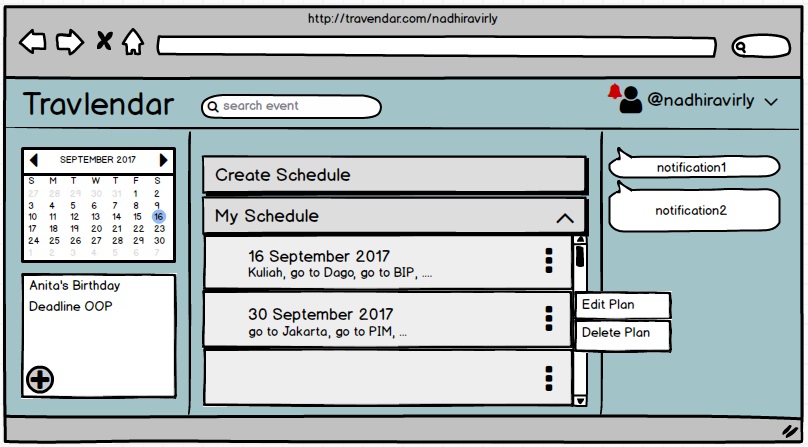 http://travendar.com/nadhiravirly
Travlendar
search event
@nadhiravirly
SEPTEMBER 2017
S M T W T F S
27 28 29 30 31 1 2
3 4 5 6 7 8 9
10 11 12 13 14 15 16
17 18 19 20 21 22 23
24 25 26 27 28 29 30
1 2 3 4 5 6 7
Anita's Birthday
Deadline OOP
Create Schedule
My Schedule
16 September 2017
Kuliah, go to Dago, go to BIP, ....
30 September 2017
go to Jakarta, go to PIM, ...
Edit Plan
Delete Plan
notification1
notification2